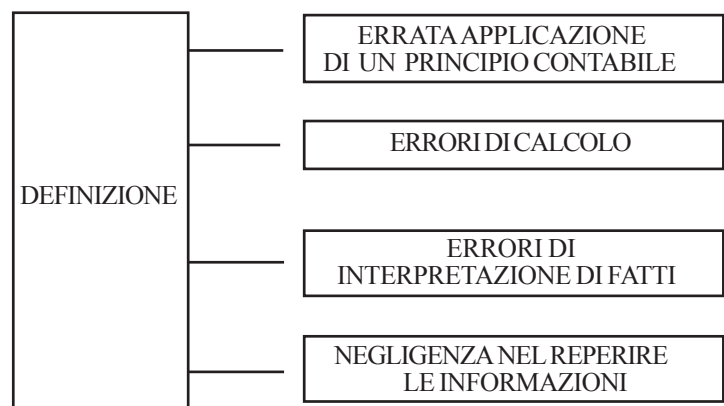 DEFINIZIONE
ERRATA APPLICAZIONE
DI UN PRINCIPIO CONTABILE
ERRORI DI CALCOLO
ERRORI DI
INTERPRETAZIONE DI FATTI
NEGLIGENZA NEL REPERIRE
LE INFORMAZIONI